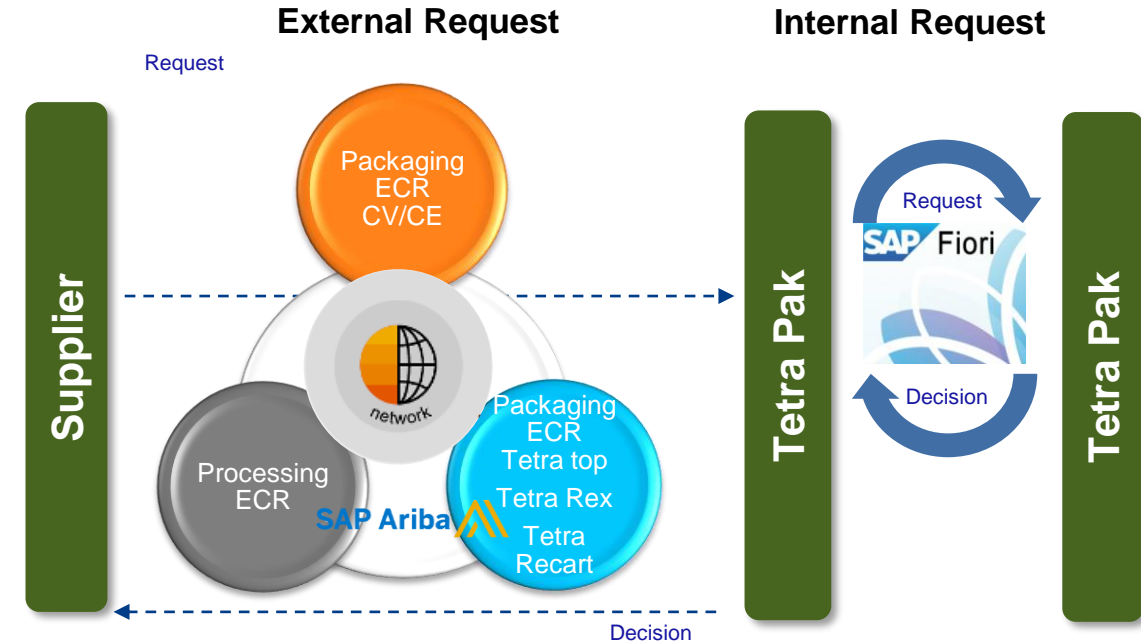 External Request
Internal Request
Request
Supplier
Packaging
ECR
CV/CE
network
Processing
ECR
SAP Ariba
Packaging
ECR
Tetra top
Tetra Rex
Tetra
Recart
Decision
Tetra Pak
Request
SAP Fiori
Decision
Tetra Pak